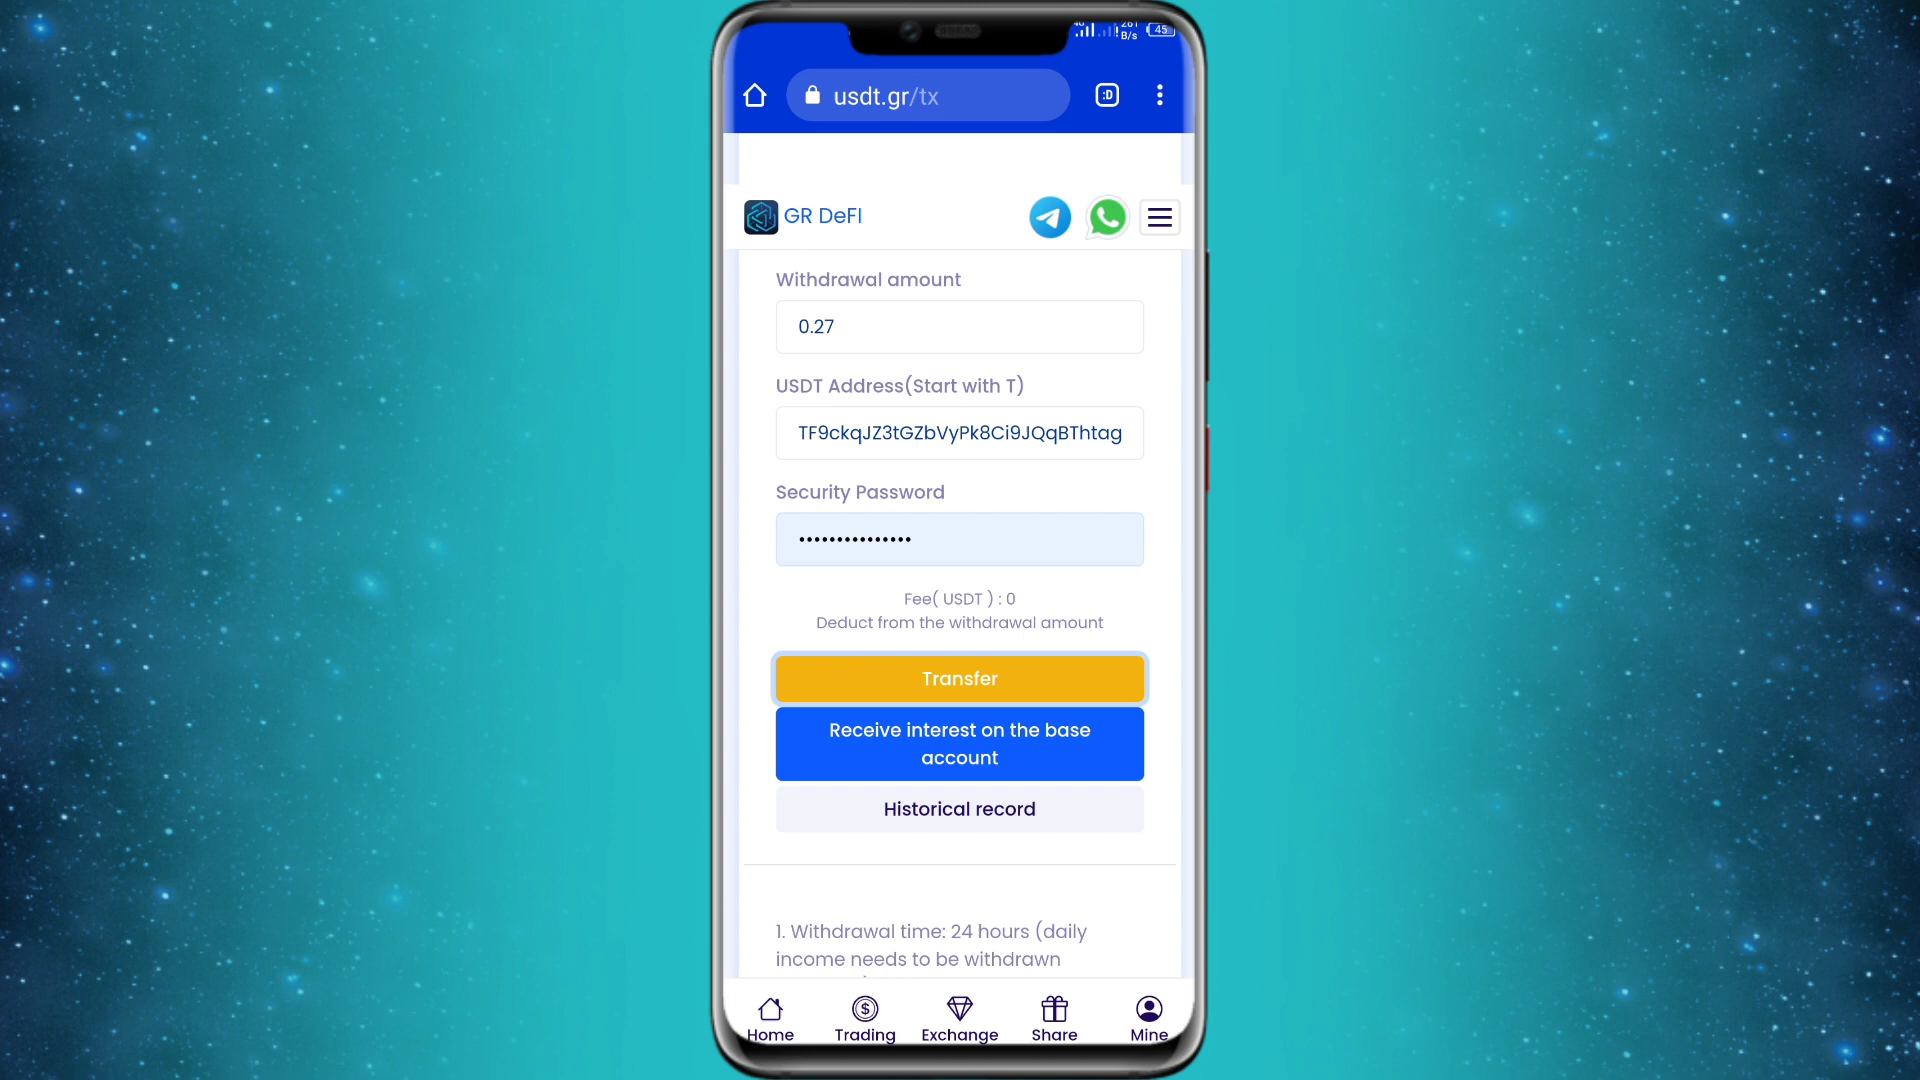 B/s 45
usdt.gr/tx
GR DeFI
Withdrawal amount
0.27
USDT Address(Start with T)
TF9ckqJZ3tGZbVyPk8Ci9JQqBThtag
Security Password
•••••••••••••••
Fee( USDT ) : 0
Deduct from the withdrawal amount
Transfer
Receive interest on the base
account
Historical record
1. Withdrawal time: 24 hours (daily
income needs to be withdrawn
Home Trading Exchange Share Mine